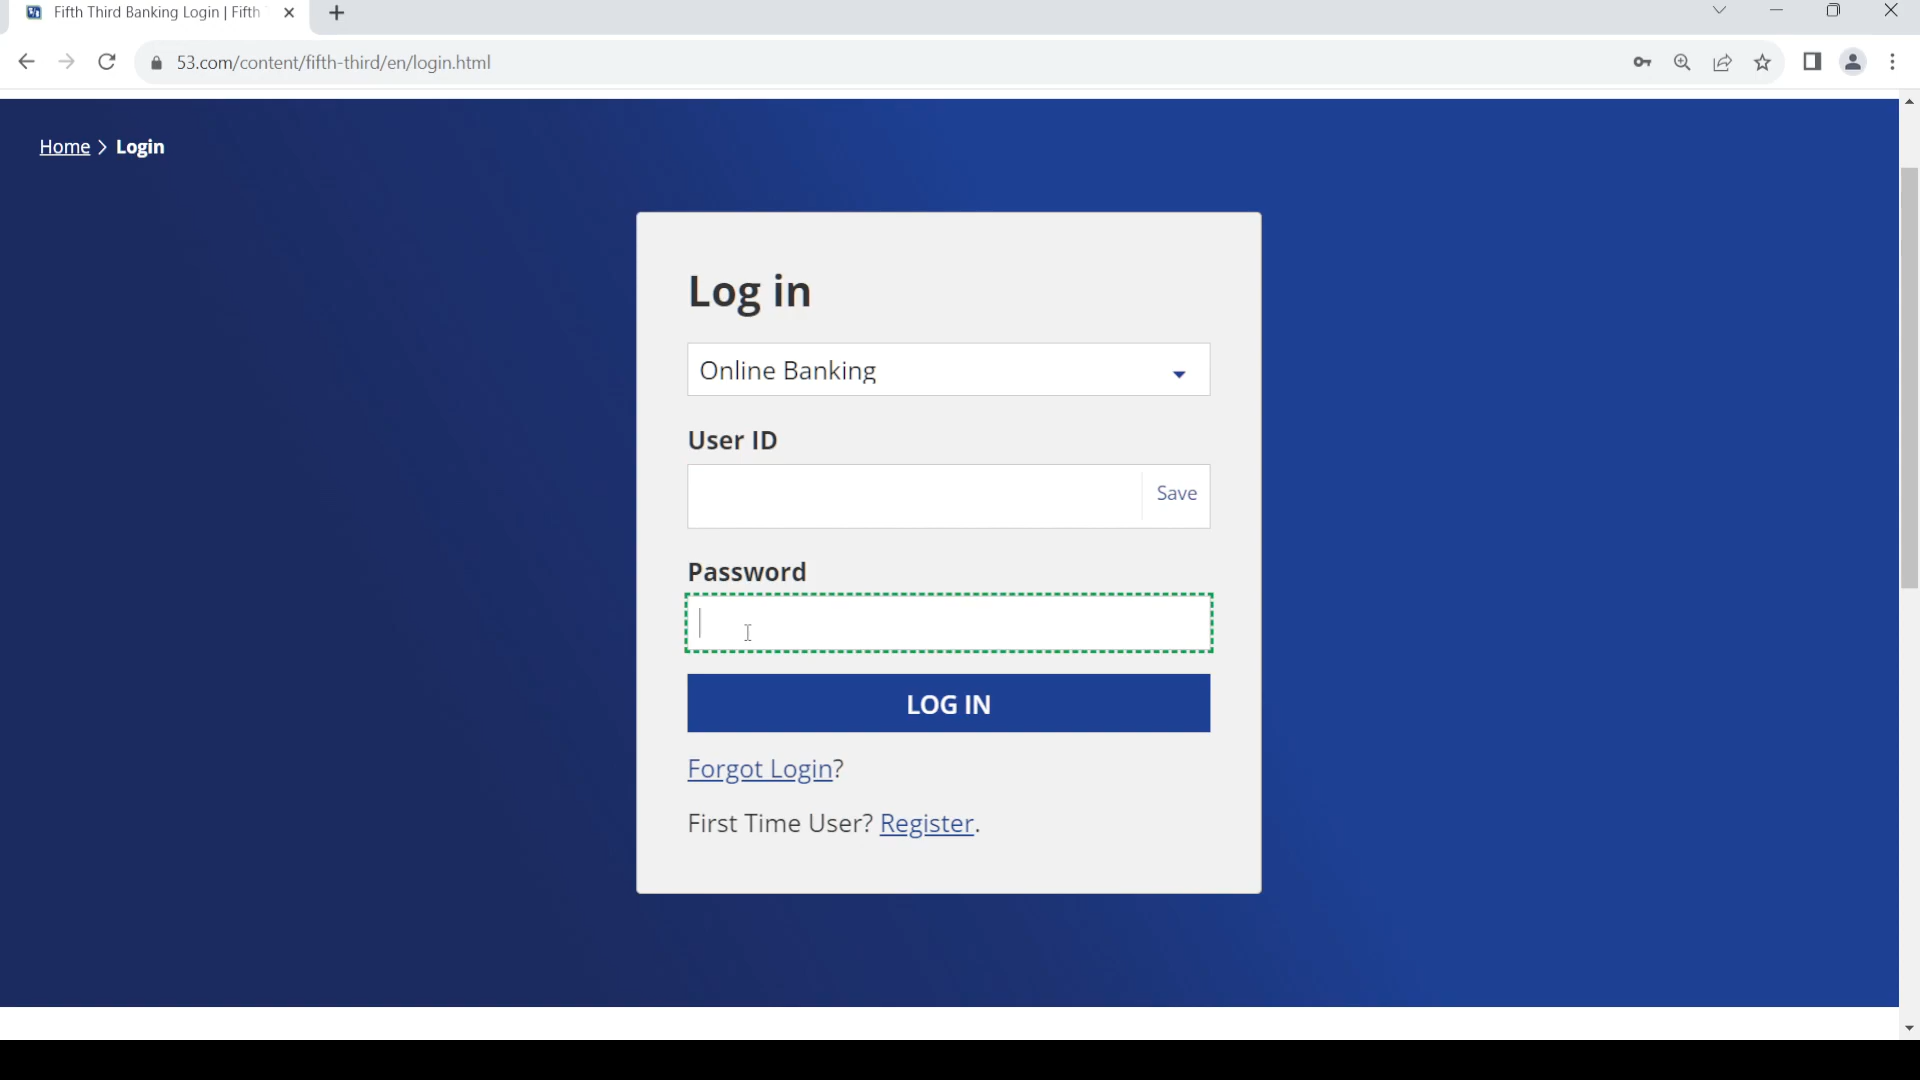 Fifth Third Banking Login | Fifth
53.com/content/fifth-third/en/login.html
Home > Login
Log in
Online Banking
User ID
Save
Password
LOG IN
Forgot Login?
First Time User? Register.